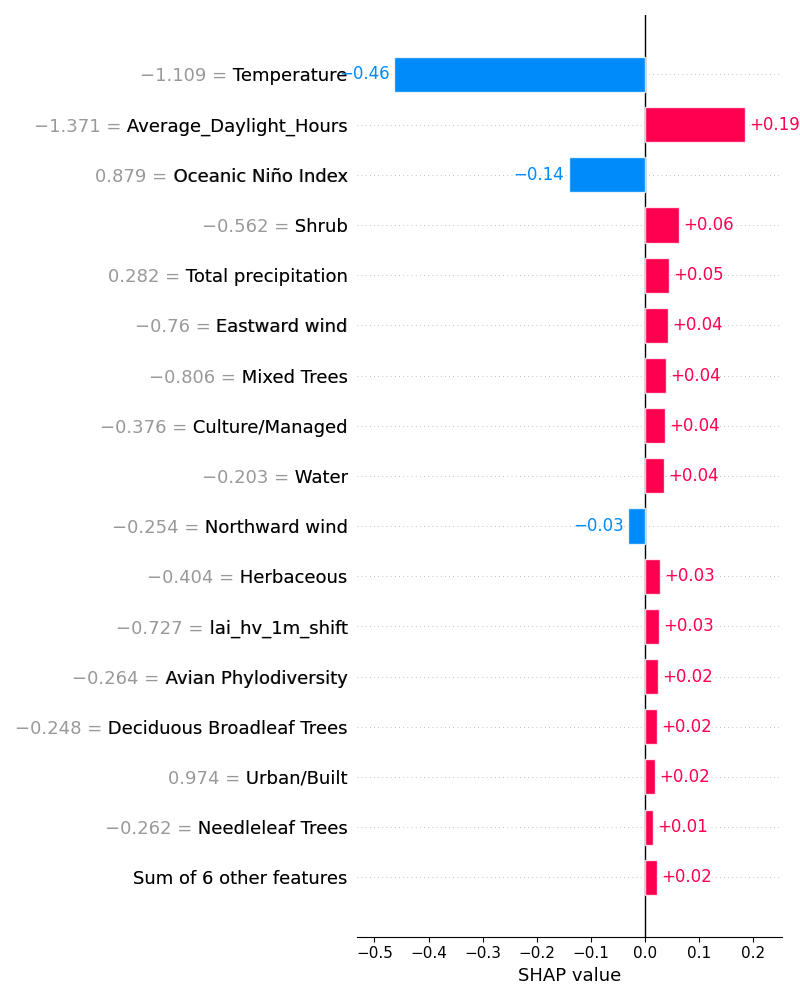 −1.109 = Temperature −0.46
−1.371 = Average_Daylight_Hours +0.19
0.879 = Oceanic Niño Index −0.14
−0.562 = Shrub +0.06
0.282 = Total precipitation +0.05
−0.76 = Eastward wind +0.04
−0.806 = Mixed Trees +0.04
−0.376 = Culture/Managed +0.04
−0.203 = Water +0.04
−0.254 = Northward wind −0.03
−0.404 = Herbaceous +0.03
−0.727 = lai_hv_1m_shift +0.03
−0.264 = Avian Phylodiversity +0.02
−0.248 = Deciduous Broadleaf Trees +0.02
0.974 = Urban/Built +0.02
−0.262 = Needleleaf Trees +0.01
Sum of 6 other features +0.02
−0.5 −0.4 −0.3 −0.2 −0.1 0.0 0.1 0.2
SHAP value